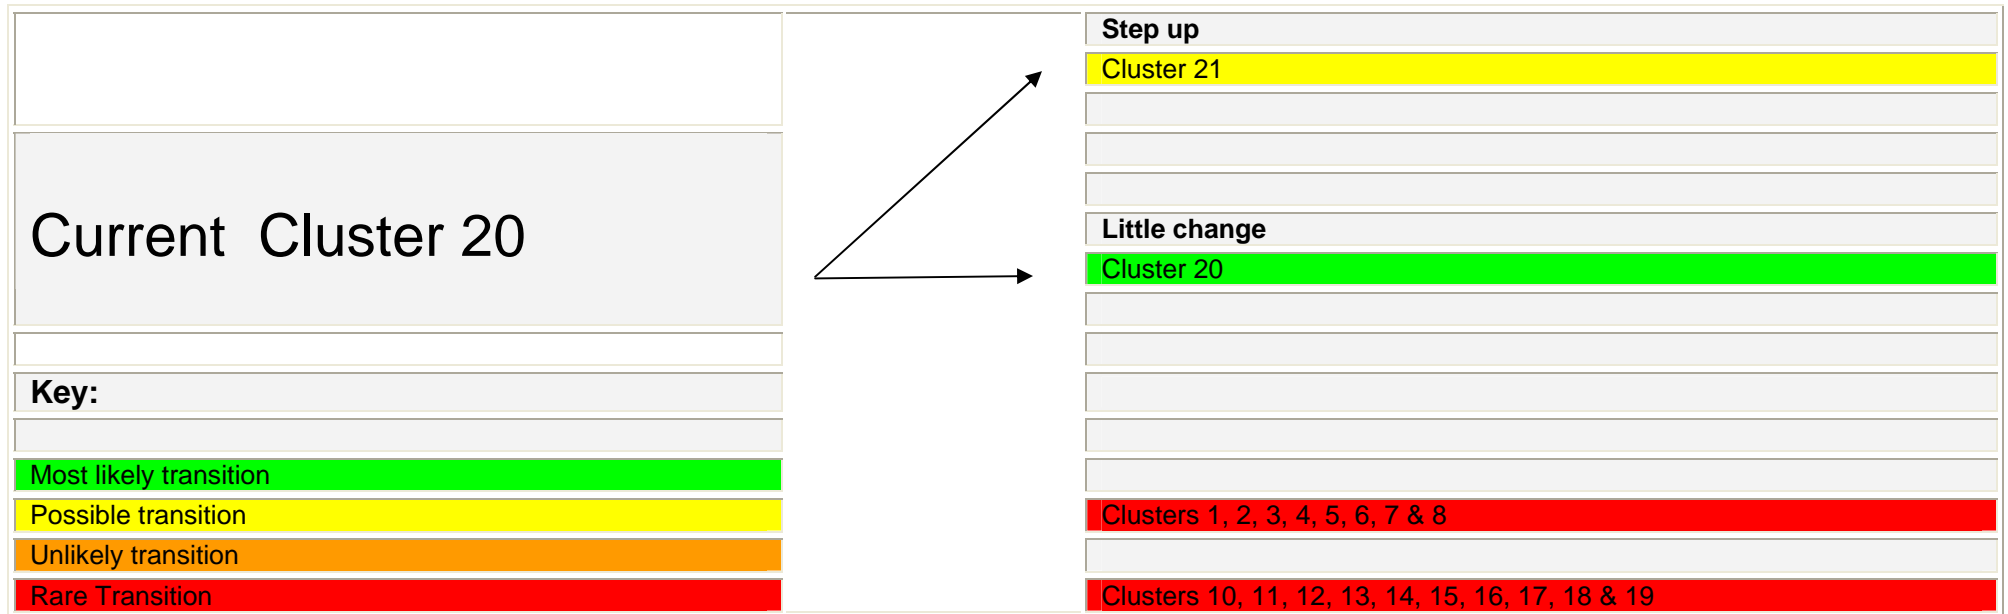 Step up
Cluster 21
Current Cluster 20
Little change
Cluster 20
Key:
Most likely transition
Possible transition
Clusters 1, 2, 3, 4, 5, 6, 7 & 8
Unlikely transition
Rare Transition
Clusters 10, 11, 12, 13, 14, 15, 16, 17, 18 & 19